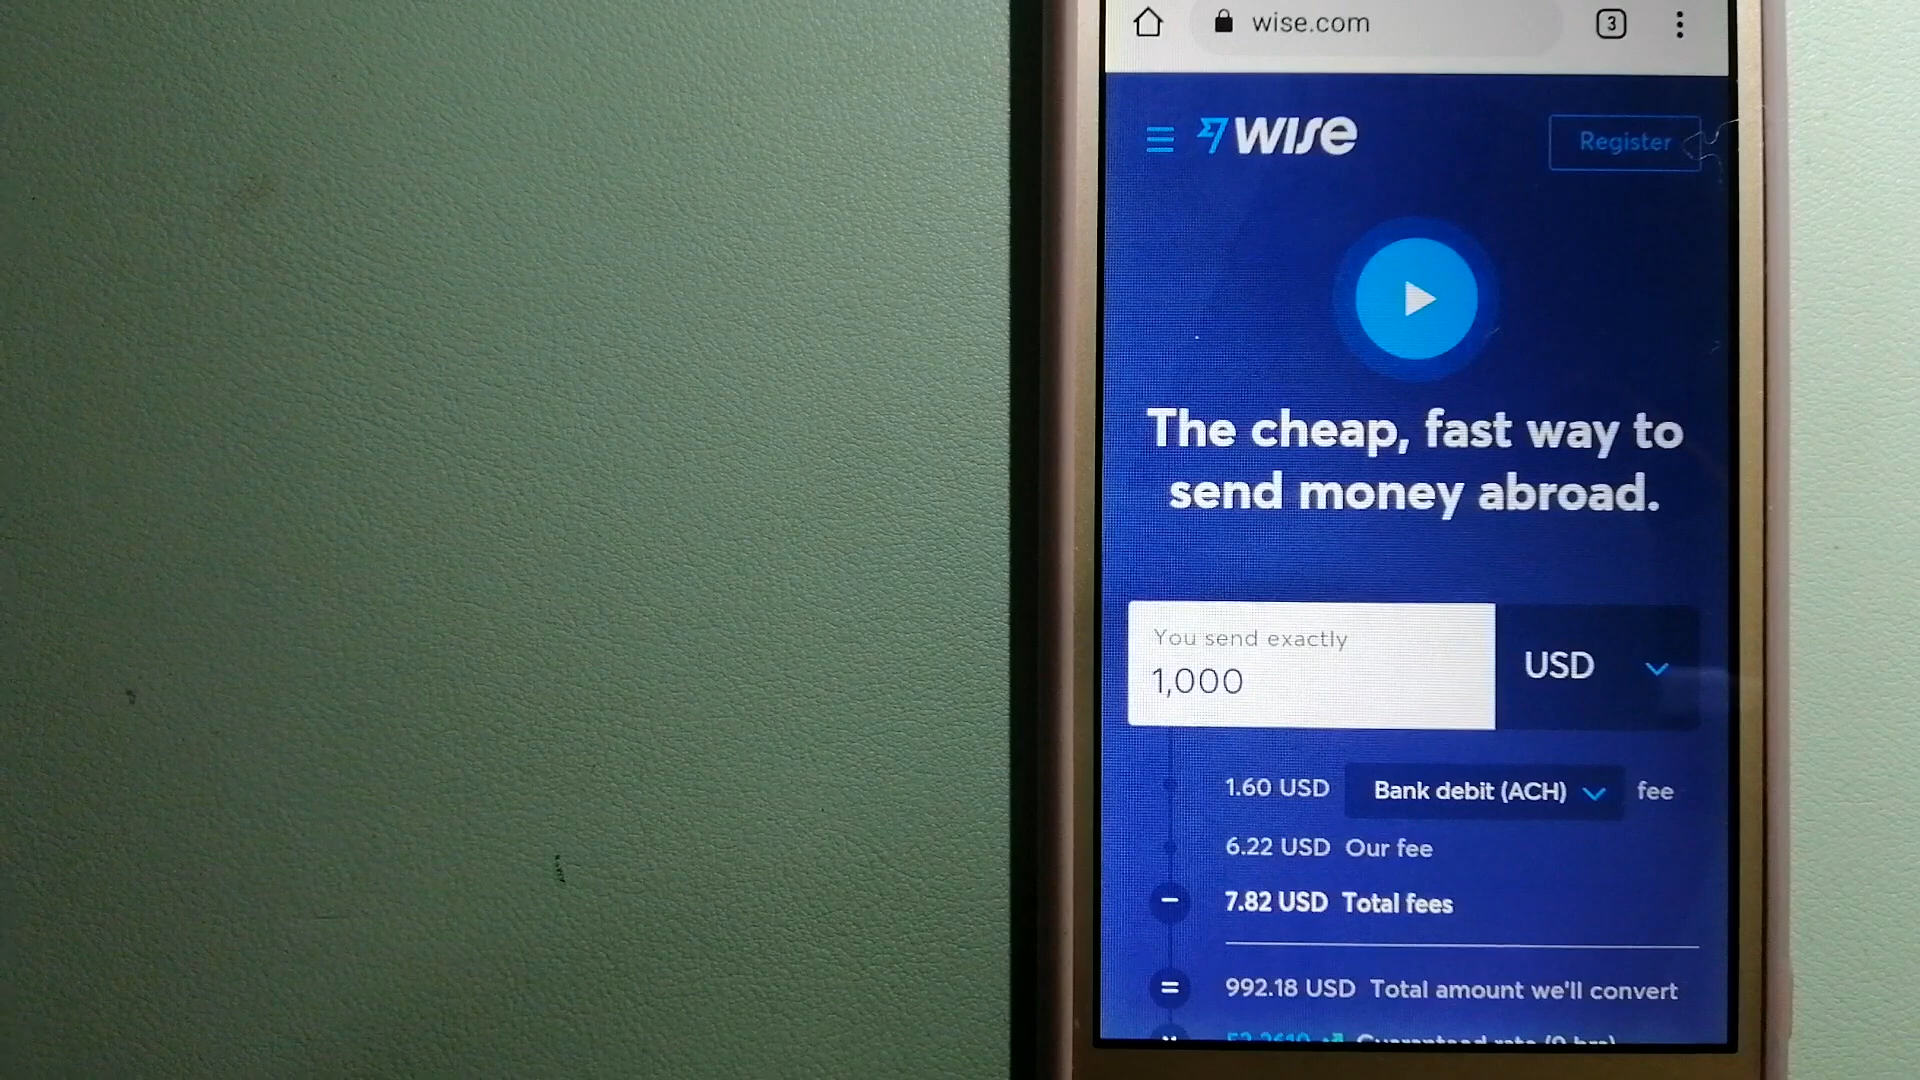 3 wise.com
WISE
Register
The cheap, fast way to
send money abroad.
You send exactly
1,000
USD
1.60 USD Bank debit (ACH) fee
6.22 USD Our fee
7.82 USD Total fees
992.18 USD Total amount we'll convert
Guaranteed rate